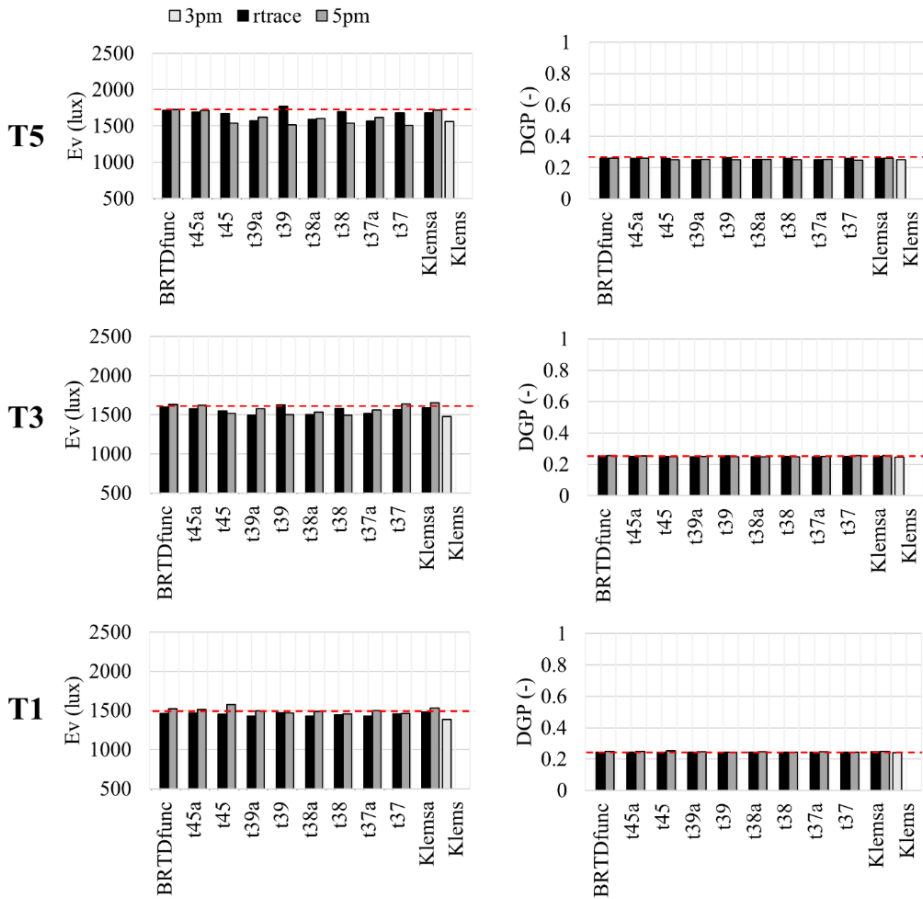 3pm rtrace 5pm
T5
Ev (lux)
2500
2000
1500
1000
500
BRTDfunc
t45a
t45
t39a
t39
t38a
t38
t37a
t37
Klemsa
Klems
DGP (-)
1
0.8
0.6
0.4
0.2
0
BRTDfunc
t45a
t45
t39a
t39
t38a
t38
t37a
t37
Klemsa
Klems
T3
Ev (lux)
2500
2000
1500
1000
500
BRTDfunc
t45a
t45
t39a
t39
t38a
t38
t37a
t37
Klemsa
Klems
DGP (-)
1
0.8
0.6
0.4
0.2
0
BRTDfunc
t45a
t45
t39a
t39
t38a
t38
t37a
t37
Klemsa
Klems
T1
Ev (lux)
2500
2000
1500
1000
500
BRTDfunc
t45a
t45
t39a
t39
t38a
t38
t37a
t37
Klemsa
Klems
DGP (-)
1
0.8
0.6
0.4
0.2
0
BRTDfunc
t45a
t45
t39a
t39
t38a
t38
t37a
t37
Klemsa
Klems